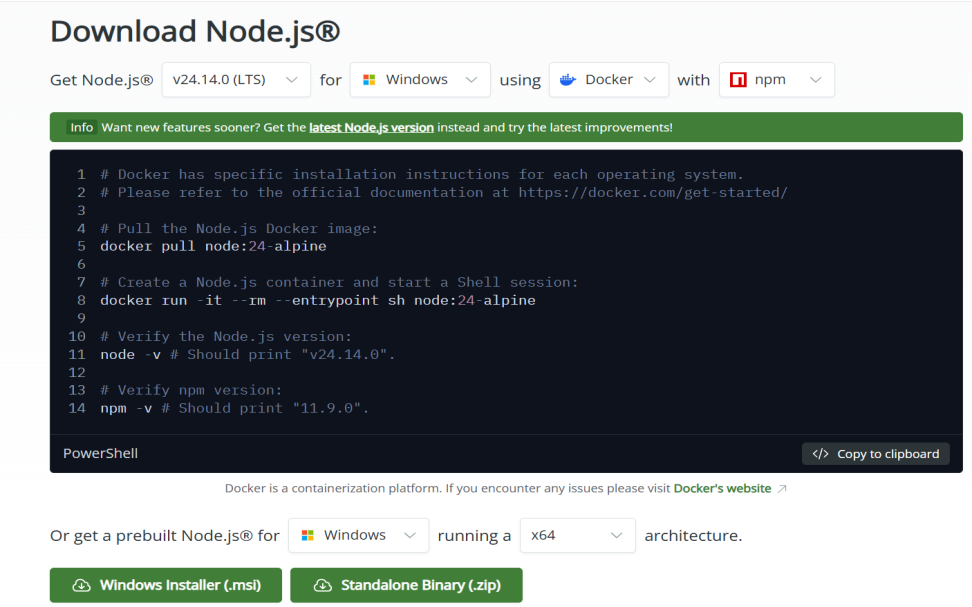 Download Node.js®
Get Node.js® v24.14.0 (LTS) for Windows using Docker with npm
Info Want new features sooner? Get the latest Node.js version instead and try the latest improvements!
1 # Docker has specific installation instructions for each operating system.
2 # Please refer to the official documentation at https://docker.com/get-started/
3
4 # Pull the Node.js Docker image:
5 docker pull node:24-alpine
6
7 # Create a Node.js container and start a Shell session:
8 docker run -it --rm --entrypoint sh node:24-alpine
9
10 # Verify the Node.js version:
11 node -v # Should print "v24.14.0".
12
13 # Verify npm version:
14 npm -v # Should print "11.9.0".
PowerShell </> Copy to clipboard
Docker is a containerization platform. If you encounter any issues please visit Docker's website ↗
Or get a prebuilt Node.js® for Windows running a x64 architecture.
Windows Installer (.msi) Standalone Binary (.zip)